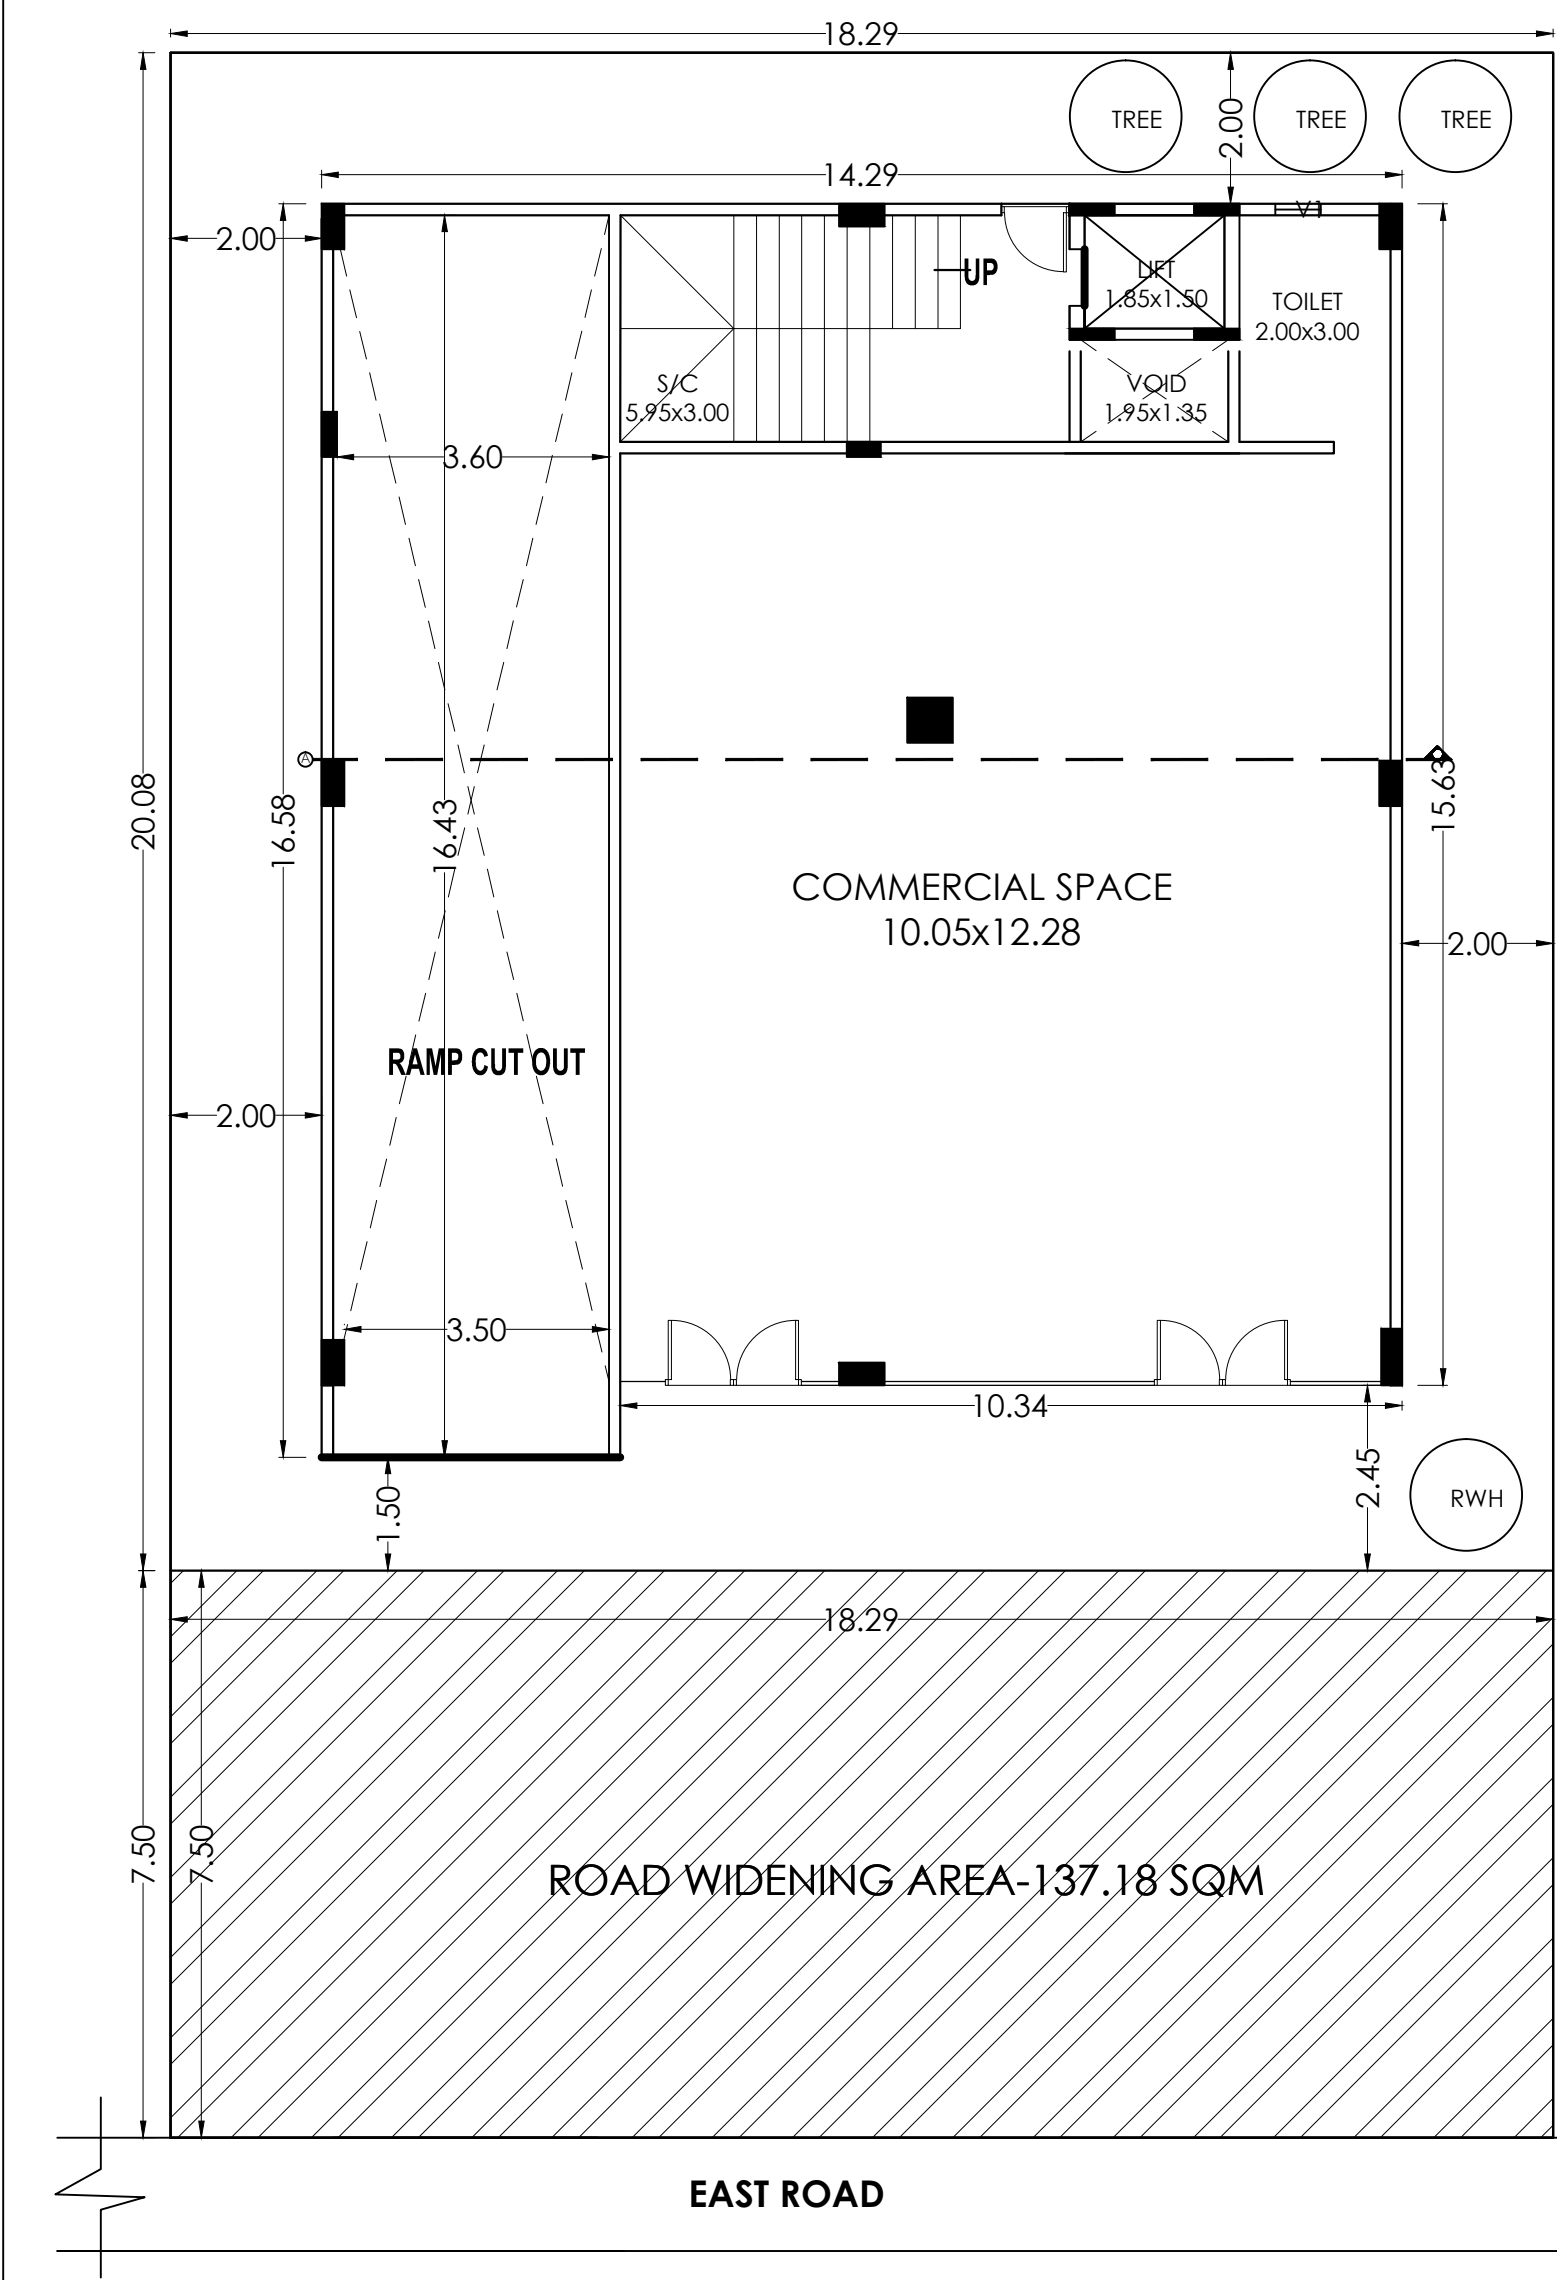 18.29
TREE
TREE
TREE
2.00
14.29
2.00
V1
UP
LIFT
1.85x1.50
TOILET
2.00x3.00
S/C
5.95x3.00
VOID
1.95x1.35
3.60
A
20.08
16.58
16.43
15.63
COMMERCIAL SPACE
10.05x12.28
2.00
RAMP CUT OUT
2.00
3.50
10.34
1.50
2.45
RWH
18.29
7.50
7.50
ROAD WIDENING AREA-137.18 SQM
EAST ROAD